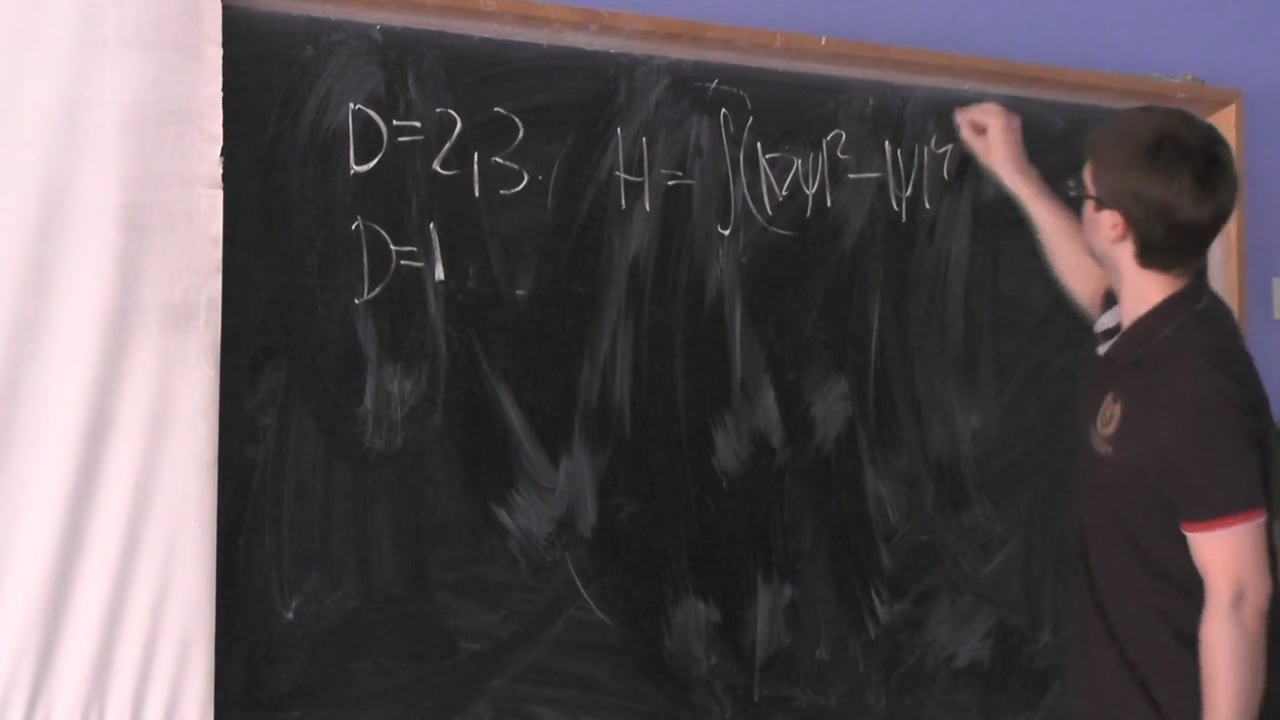 D=2,3. H = ∫(|∇ψ|² - |ψ|⁴
D=1